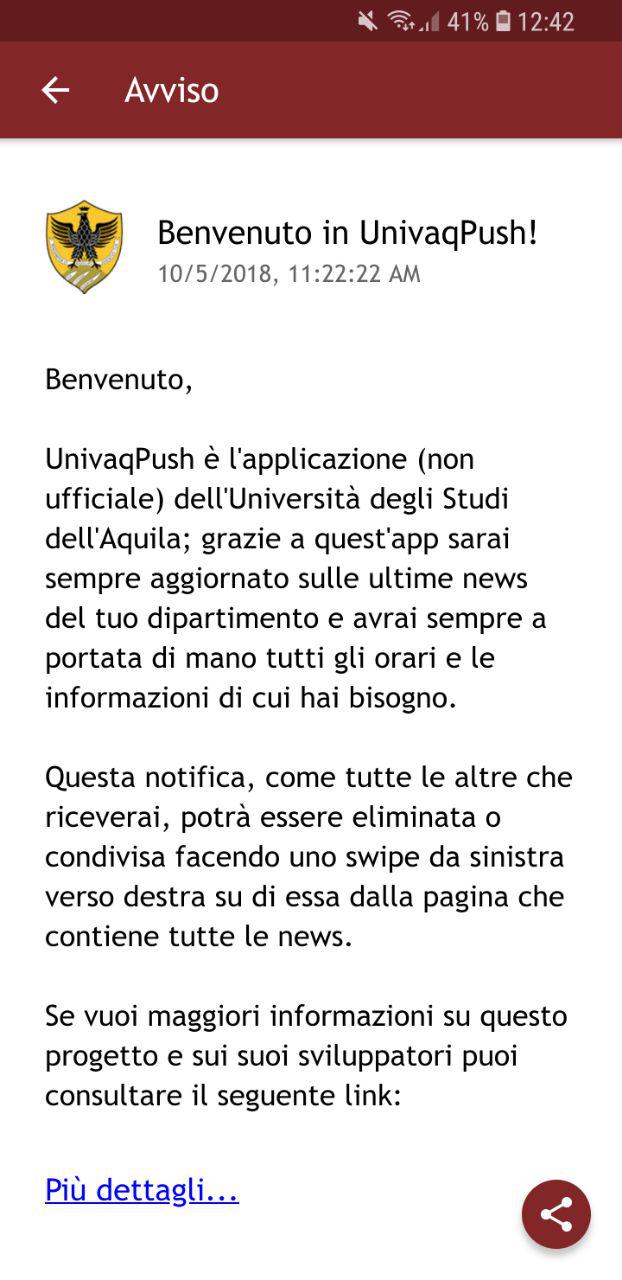 41% 12:42
Avviso
Benvenuto in UnivaqPush!
10/5/2018, 11:22:22 AM
Benvenuto,
UnivaqPush è l'applicazione (non
ufficiale) dell'Università degli Studi
dell'Aquila; grazie a quest'app sarai
sempre aggiornato sulle ultime news
del tuo dipartimento e avrai sempre a
portata di mano tutti gli orari e le
informazioni di cui hai bisogno.
Questa notifica, come tutte le altre che
riceverai, potrà essere eliminata o
condivisa facendo uno swipe da sinistra
verso destra su di essa dalla pagina che
contiene tutte le news.
Se vuoi maggiori informazioni su questo
progetto e sui suoi sviluppatori puoi
consultare il seguente link:
Più dettagli...